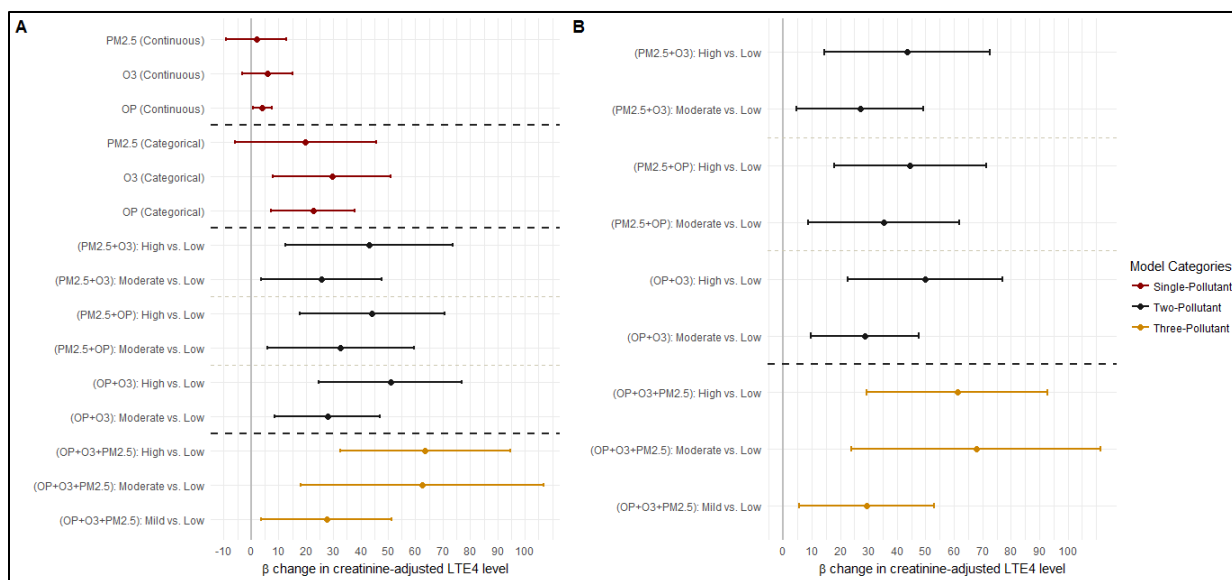 A
PM2.5 (Continuous)
O3 (Continuous)
OP (Continuous)
PM2.5 (Categorical)
O3 (Categorical)
OP (Categorical)
(PM2.5+O3): High vs. Low
(PM2.5+O3): Moderate vs. Low
(PM2.5+OP): High vs. Low
(PM2.5+OP): Moderate vs. Low
(OP+O3): High vs. Low
(OP+O3): Moderate vs. Low
(OP+O3+PM2.5): High vs. Low
(OP+O3+PM2.5): Moderate vs. Low
(OP+O3+PM2.5): Mild vs. Low
-10 0 10 20 30 40 50 60 70 80 90 100
β change in creatinine-adjusted LTE4 level
B
(PM2.5+O3): High vs. Low
(PM2.5+O3): Moderate vs. Low
(PM2.5+OP): High vs. Low
(PM2.5+OP): Moderate vs. Low
(OP+O3): High vs. Low
(OP+O3): Moderate vs. Low
(OP+O3+PM2.5): High vs. Low
(OP+O3+PM2.5): Moderate vs. Low
(OP+O3+PM2.5): Mild vs. Low
0 10 20 30 40 50 60 70 80 90 100
β change in creatinine-adjusted LTE4 level
Model Categories
Single-Pollutant
Two-Pollutant
Three-Pollutant